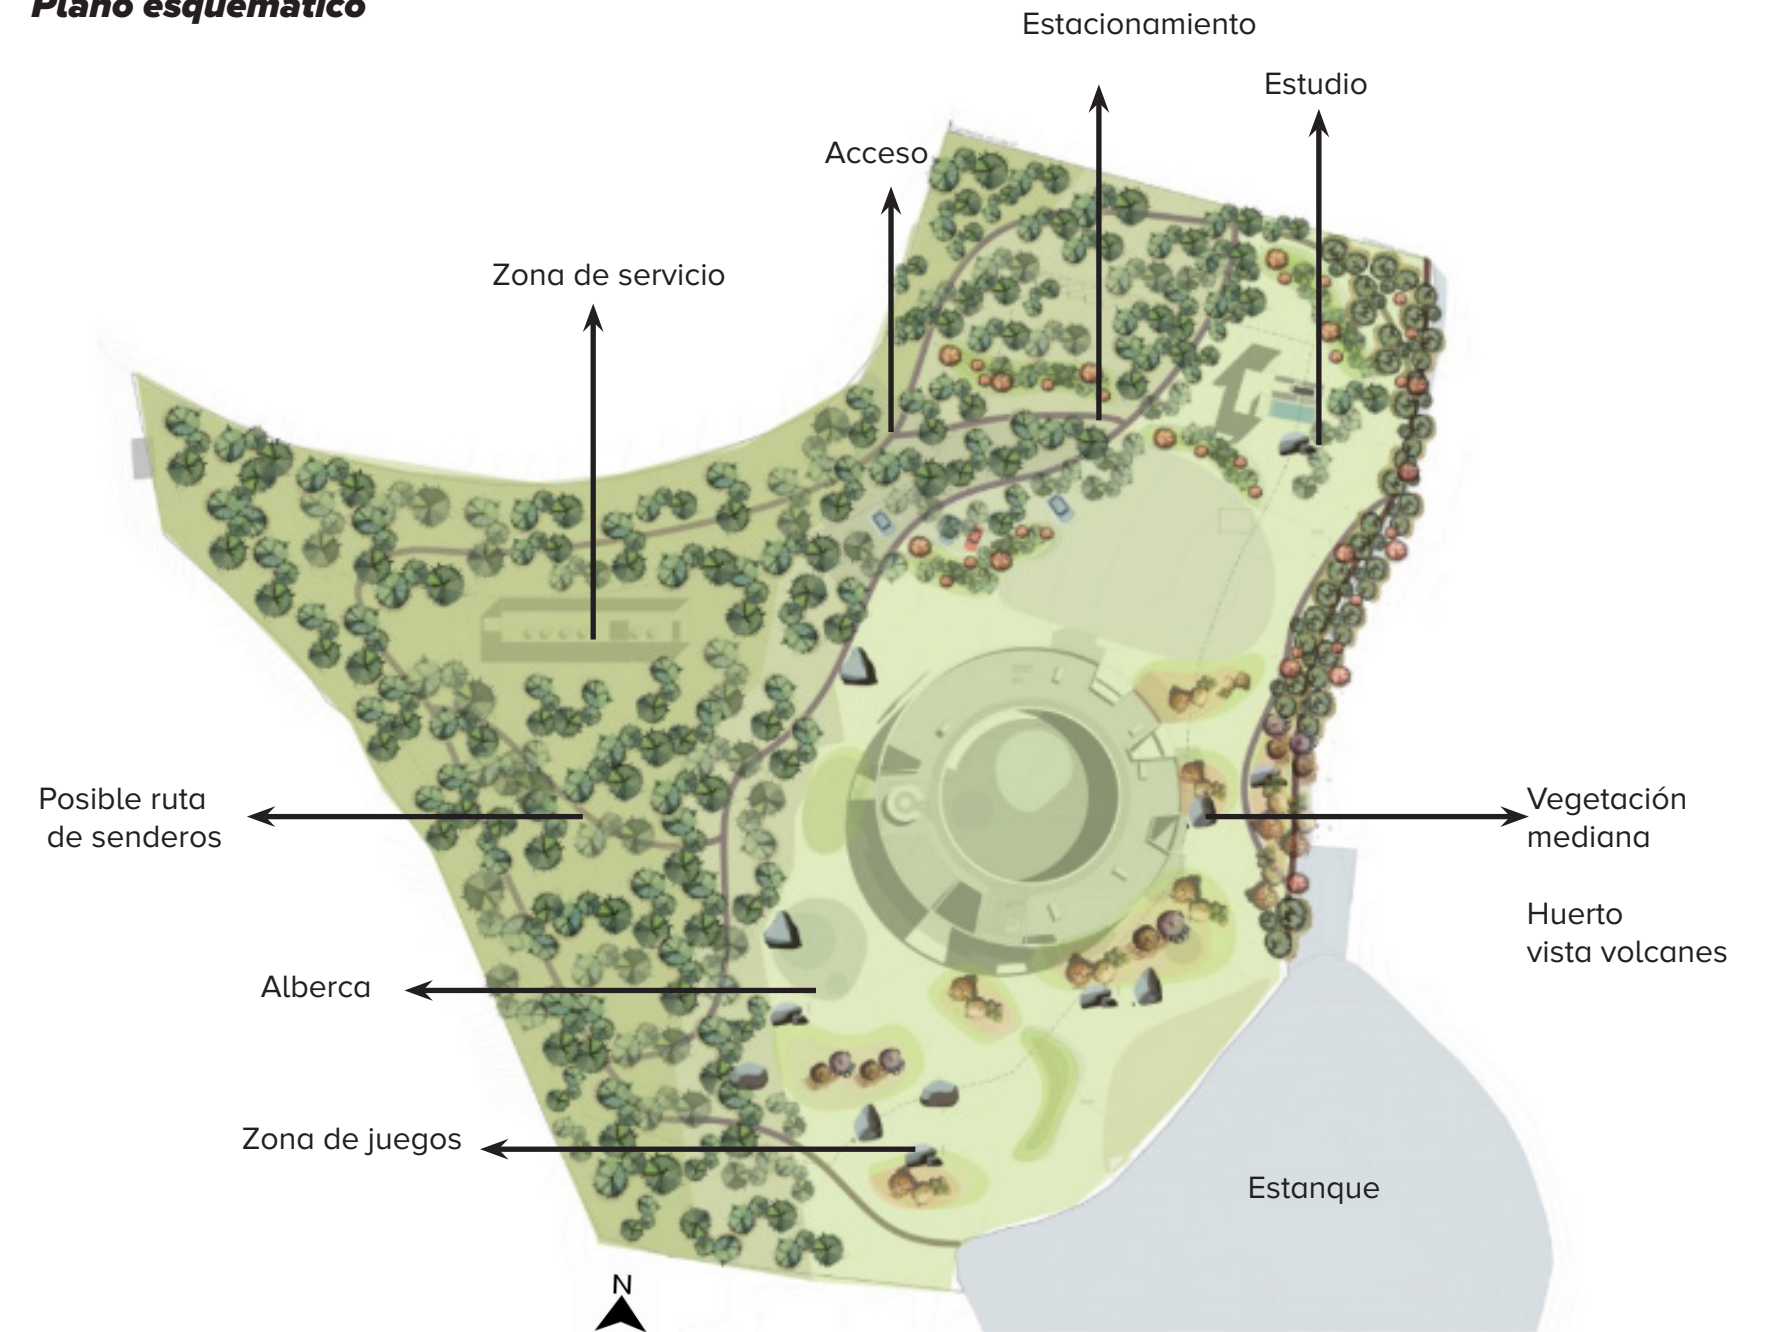 Plano esquemático
Estacionamiento
Estudio
Acceso
Zona de servicio
Posible ruta
de senderos
Vegetación
mediana
Huerto
vista volcanes
Alberca
Zona de juegos
Estanque
N